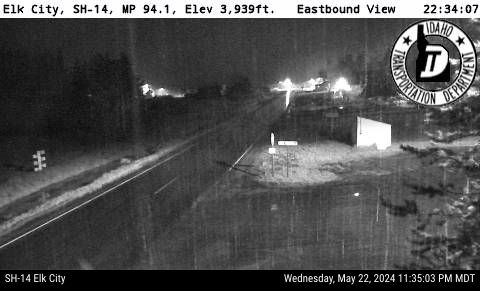 Elk City, SH-14, MP 94.1, Elev 3,939ft.   Eastbound View    22:34:07
IDAHO
TRANSPORTATION DEPARTMENT
SH-14 Elk City
Wednesday, May 22, 2024 11:35:03 PM MDT